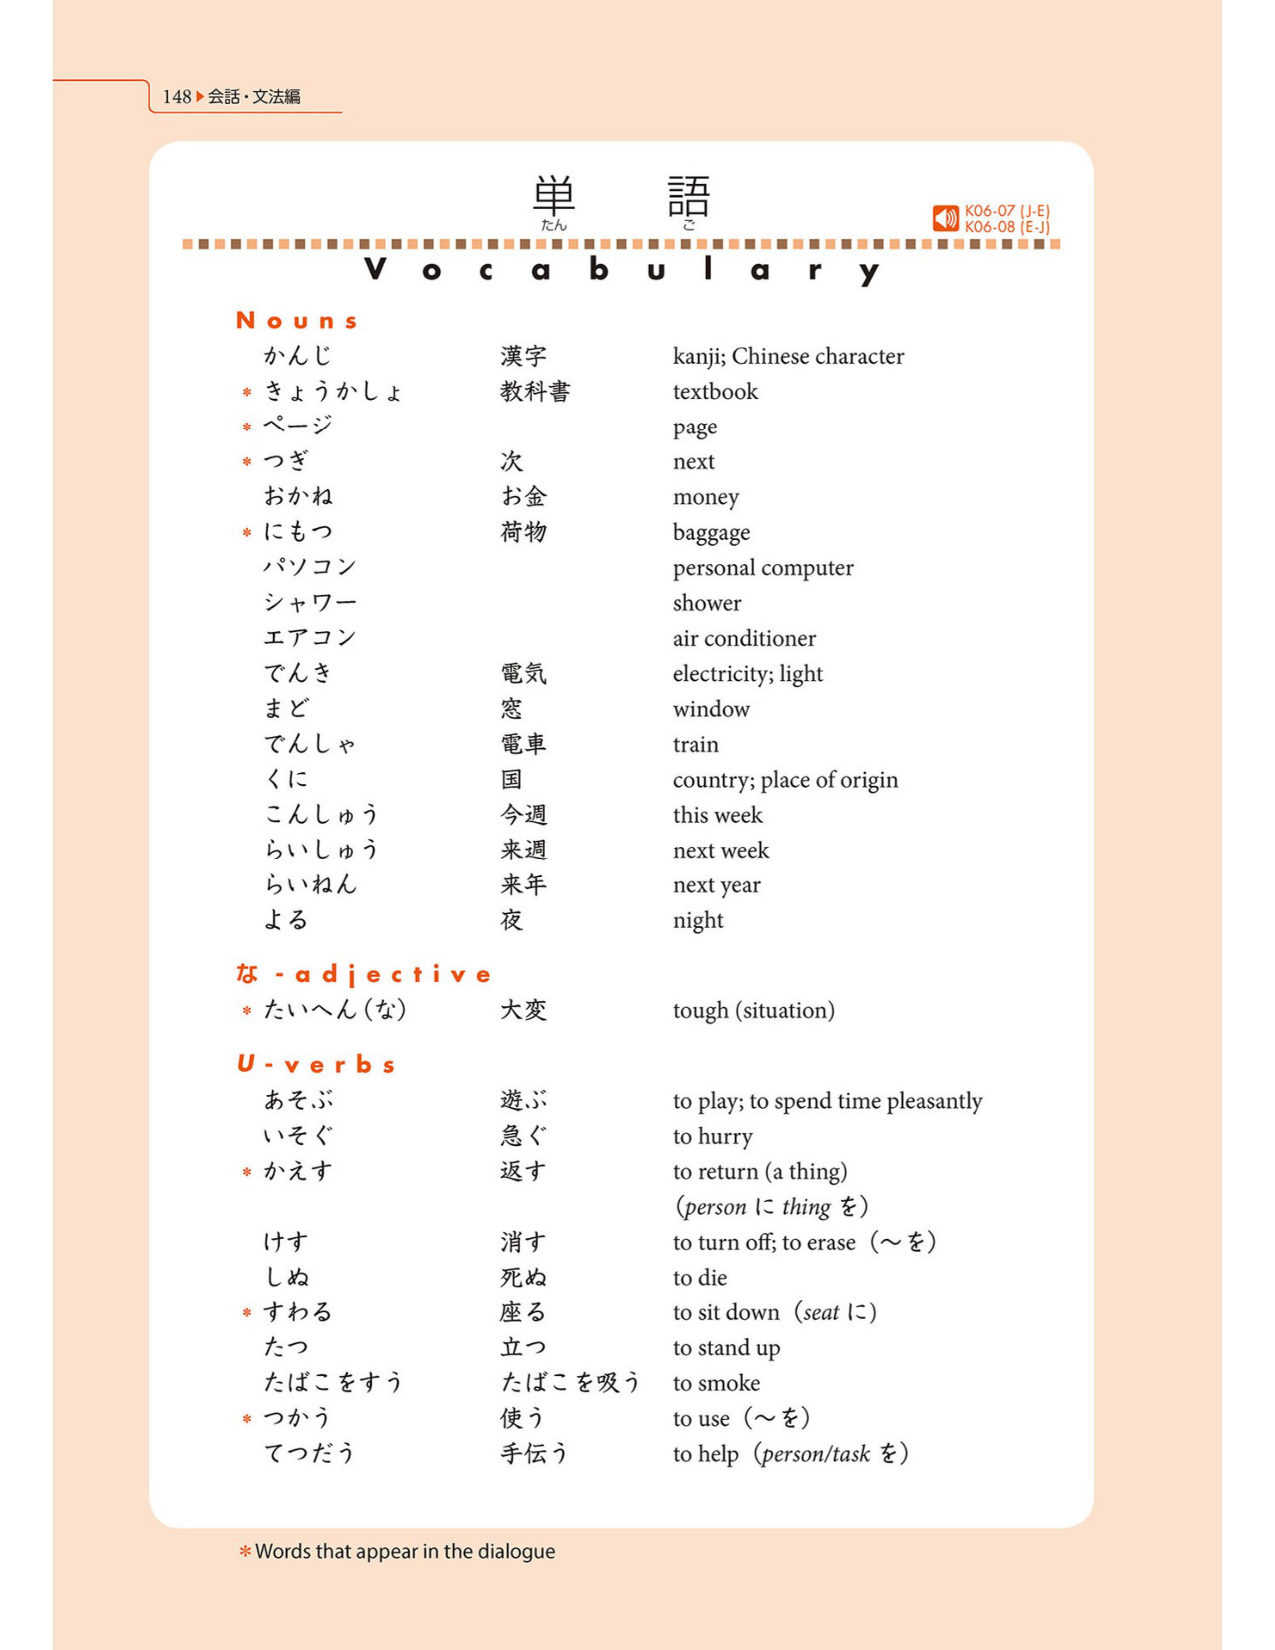 148▶会話・文法編
単 語
たん ご
K06-07 (J-E)
K06-08 (E-J)
Vocabulary
Nouns
かんじ 漢字 kanji; Chinese character
* きょうかしょ 教科書 textbook
* ページ page
* つぎ 次 next
おかね お金 money
* にもつ 荷物 baggage
パソコン personal computer
シャワー shower
エアコン air conditioner
でんき 電気 electricity; light
まど 窓 window
でんしゃ 電車 train
くに 国 country; place of origin
こんしゅう 今週 this week
らいしゅう 来週 next week
らいねん 来年 next year
よる 夜 night
な-adjective
* たいへん(な) 大変 tough (situation)
U-verbs
あそぶ 遊ぶ to play; to spend time pleasantly
いそぐ 急ぐ to hurry
* かえす 返す to return (a thing)
(person に thing を)
けす 消す to turn off; to erase (〜を)
しぬ 死ぬ to die
* すわる 座る to sit down (seat に)
たつ 立つ to stand up
たばこをすう たばこを吸う to smoke
* つかう 使う to use (〜を)
てつだう 手伝う to help (person/task を)
* Words that appear in the dialogue